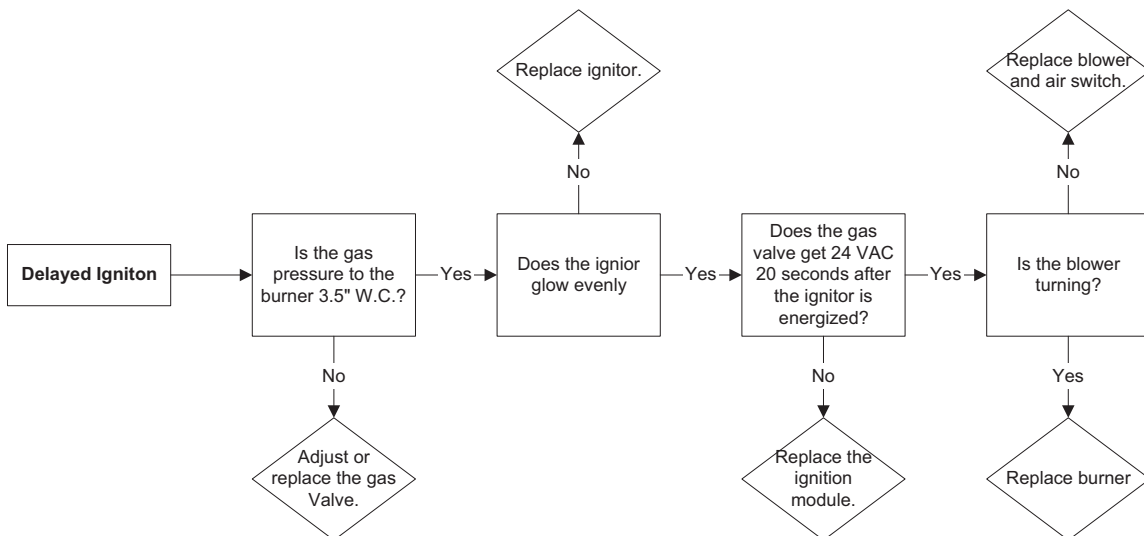 Replace ignitor.
Replace blower
and air switch.
No
No
Delayed Igniton
Is the gas
pressure to the
burner 3.5" W.C.?
Yes
Does the ignior
glow evenly
Yes
Does the gas
valve get 24 VAC
20 seconds after
the ignitor is
energized?
Yes
Is the blower
turning?
No
No
Yes
Adjust or
replace the gas
Valve.
Replace the
ignition
module.
Replace burner